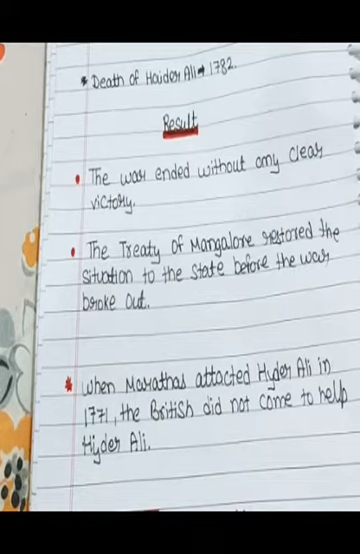 * Death of Haider Ali → 1782.
Result
• The war ended without any clear
victory.
• The Treaty of Mangalore restored the
situation to the state before the war
broke out.
* When Marathas attacted Hyder Ali in
1771, the British did not come to help
Hyder Ali.